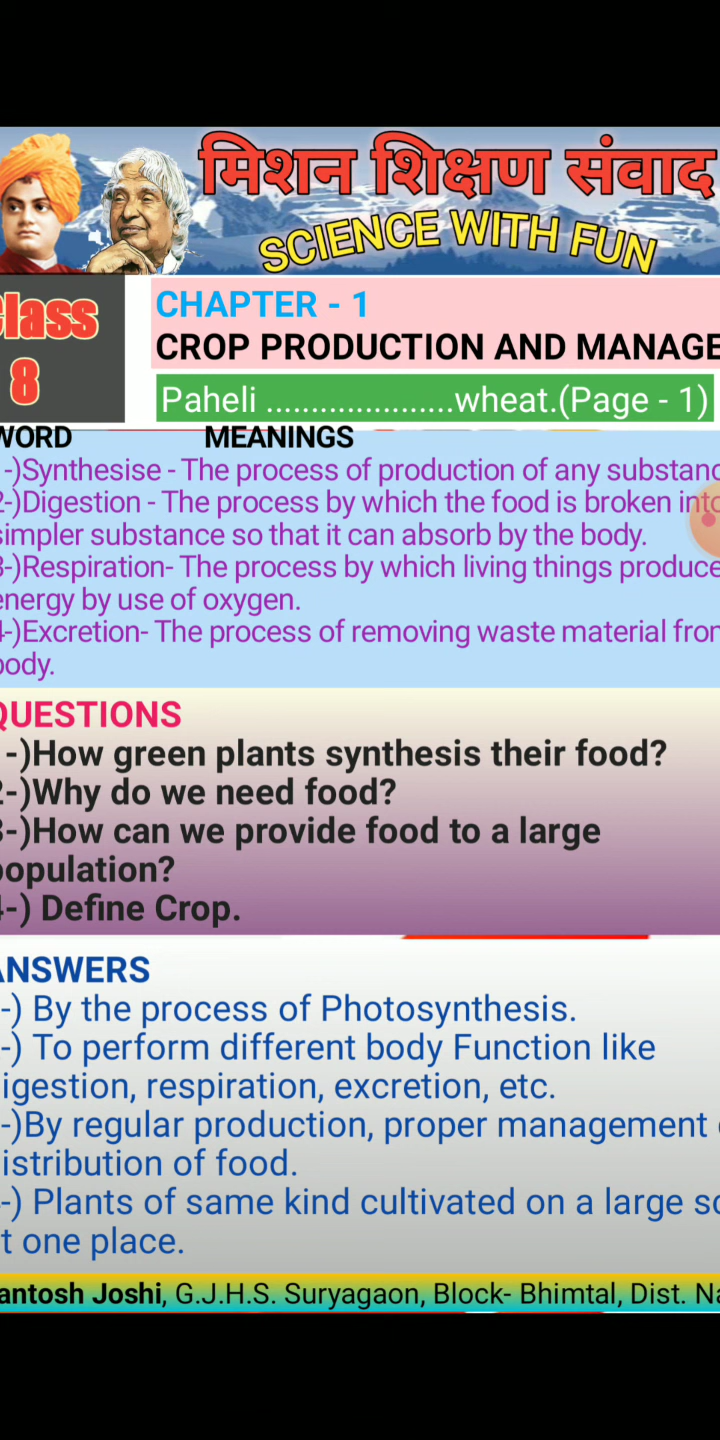 मिशन शिक्षण संवाद
SCIENCE WITH FUN
Class
8
CHAPTER - 1
CROP PRODUCTION AND MANAGE
Paheli .....................wheat.(Page - 1)
WORD MEANINGS
-)Synthesise - The process of production of any substanc
2-)Digestion - The process by which the food is broken into
simpler substance so that it can absorb by the body.
3-)Respiration- The process by which living things produce
energy by use of oxygen.
4-)Excretion- The process of removing waste material from
body.
QUESTIONS
-)How green plants synthesis their food?
2-)Why do we need food?
3-)How can we provide food to a large
population?
4-) Define Crop.
ANSWERS
-) By the process of Photosynthesis.
-) To perform different body Function like
igestion, respiration, excretion, etc.
-)By regular production, proper management
istribution of food.
-) Plants of same kind cultivated on a large sc
t one place.
antosh Joshi, G.J.H.S. Suryagaon, Block- Bhimtal, Dist. Na